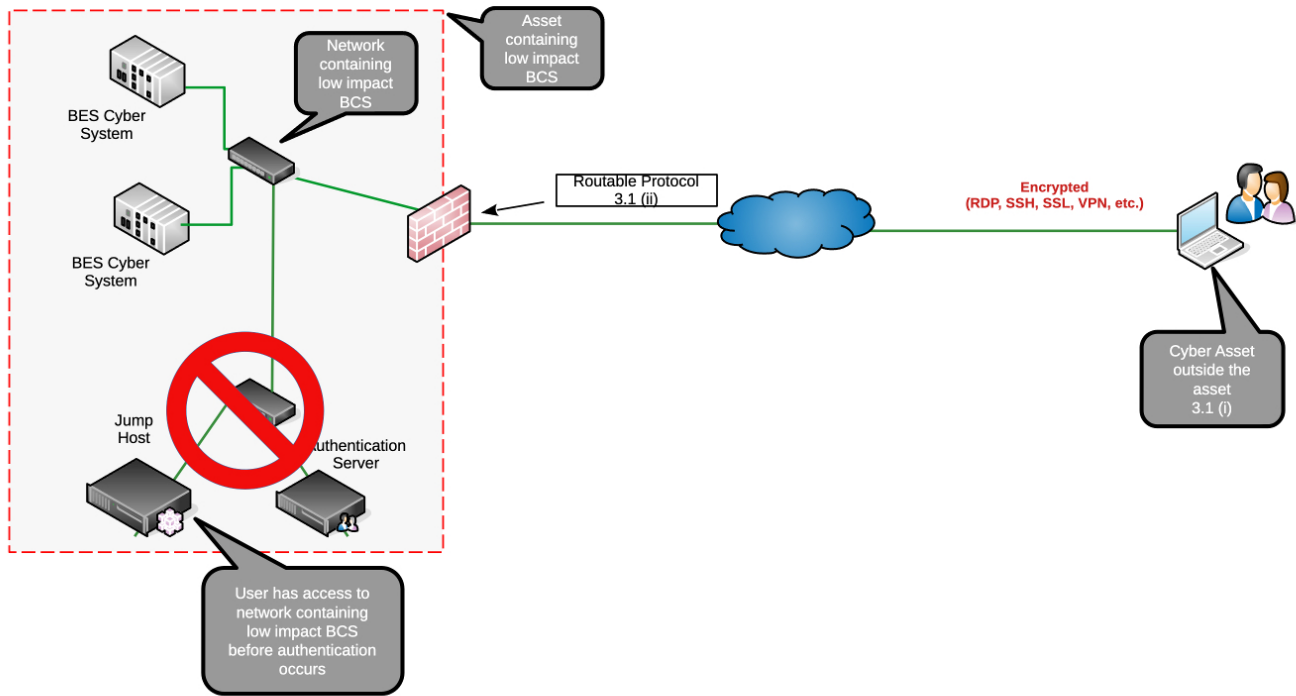 Asset
containing
low impact
BCS
Network
containing
low impact
BCS
BES Cyber
System
Routable Protocol
3.1 (ii)
Encrypted
(RDP, SSH, SSL, VPN, etc.)
BES Cyber
System
Cyber Asset
outside the
asset
3.1 (i)
Jump
Host
uthentication
Server
User has access to
network containing
low impact BCS
before authentication
occurs